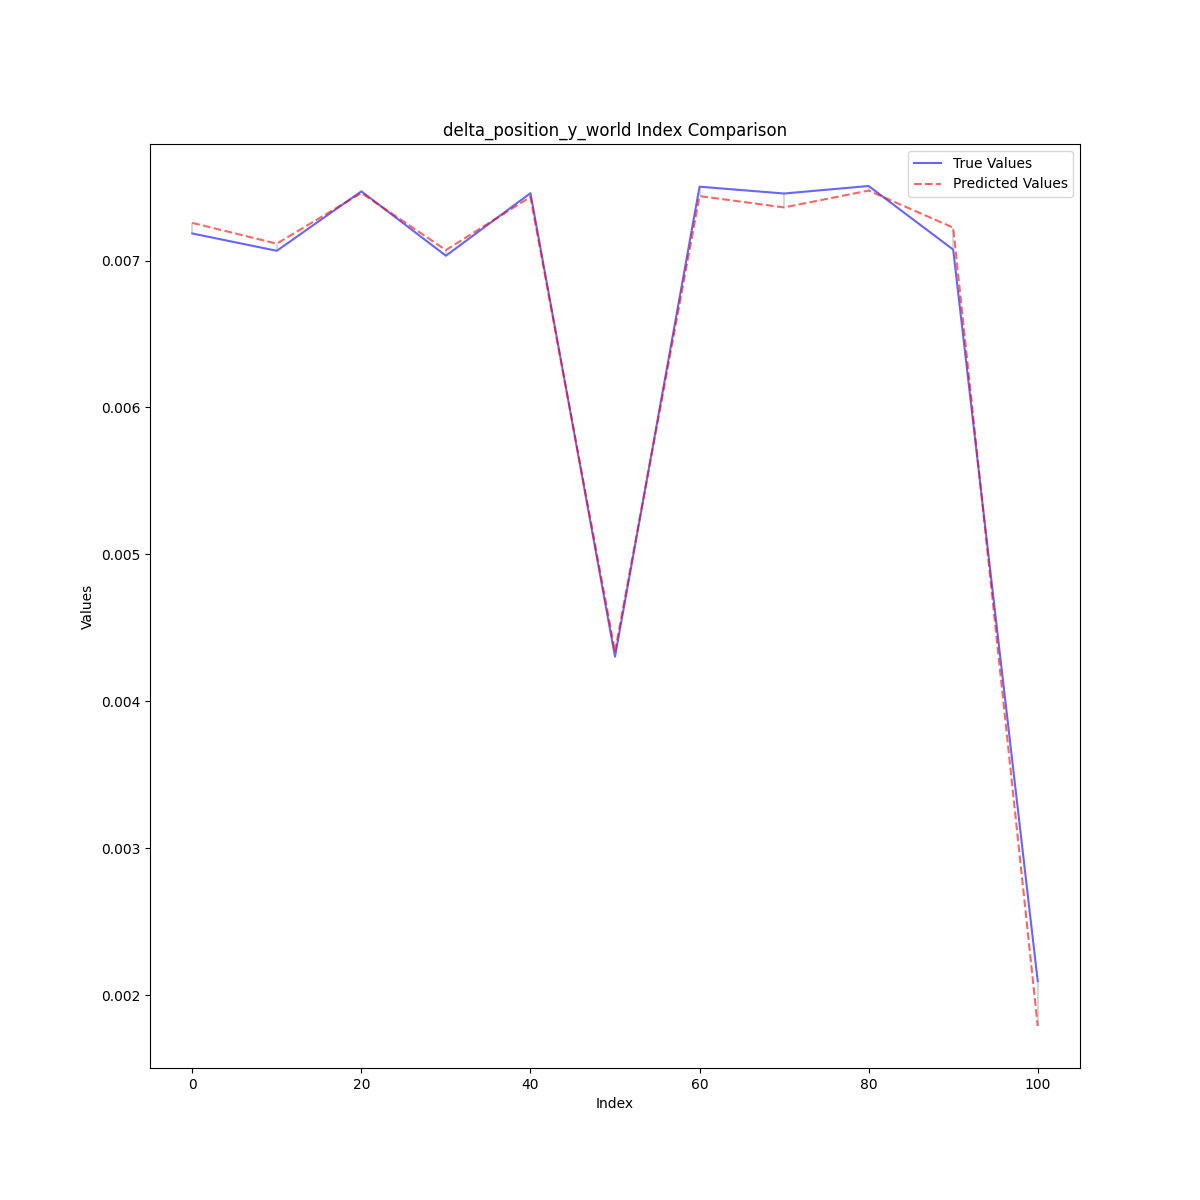 delta_position_y_world Index Comparison
True Values
Predicted Values
0.007
0.006
0.005
0.004
0.003
0.002
Values
0 20 40 60 80 100
Index